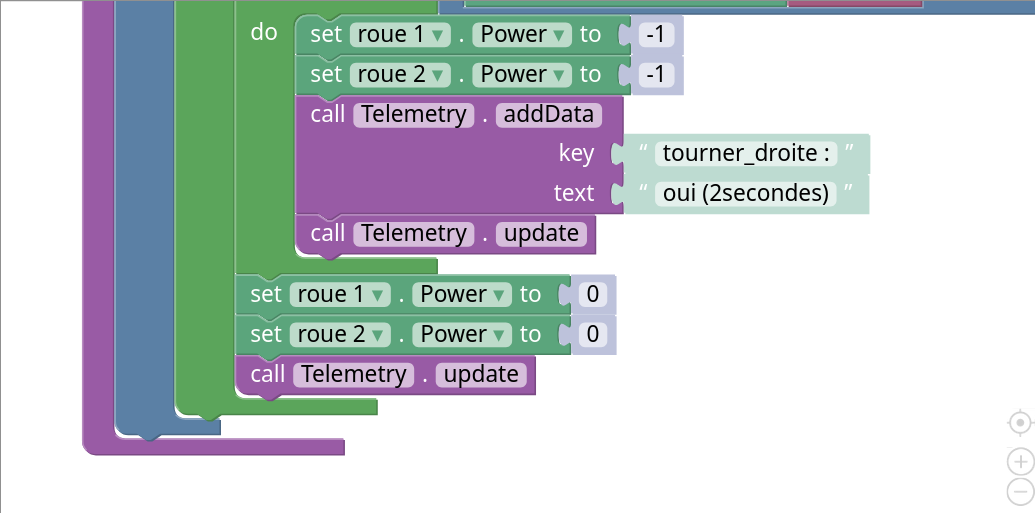 do set roue 1 ▼ . Power ▼ to -1
set roue 2 ▼ . Power ▼ to -1
call Telemetry . addData
key “ tourner_droite : ”
text “ oui (2secondes) ”
call Telemetry . update
set roue 1 ▼ . Power ▼ to 0
set roue 2 ▼ . Power ▼ to 0
call Telemetry . update